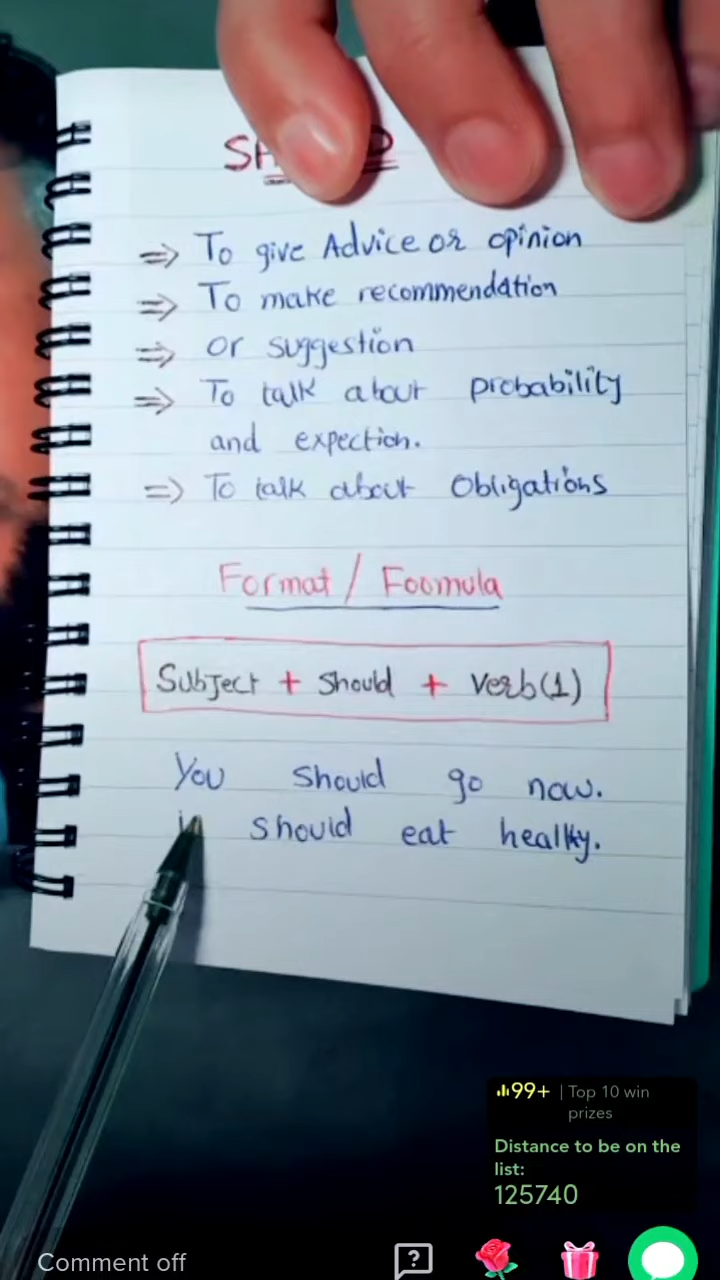 ⇒ To give Advice or opinion
⇒ To make recommendation
⇒ Or suggestion
⇒ To talk about probability
and expection.
⇒ To talk about Obligations
Format / Foomula
Subject + should + Verb(1)
You should go now.
should eat healky.
99+ | Top 10 win
prizes
Distance to be on the
list:
125740
Comment off